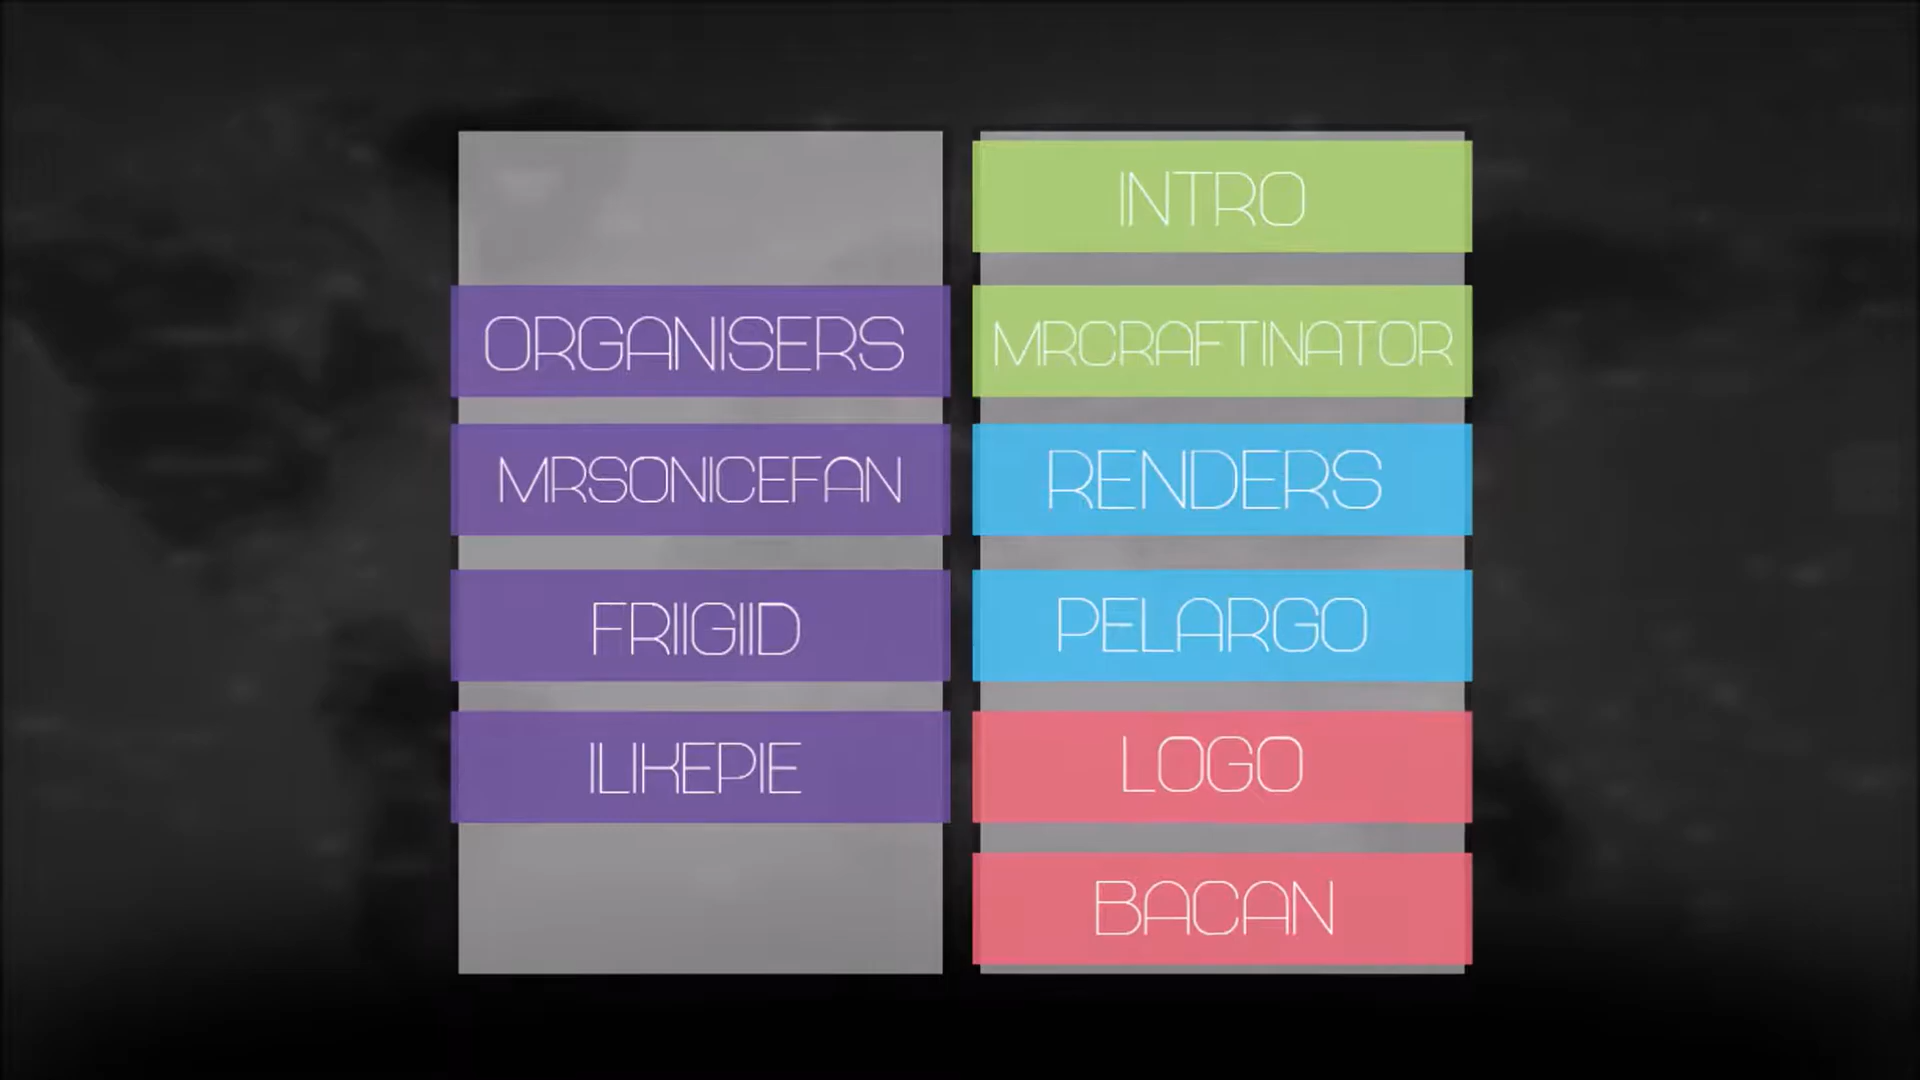 ORGANISERS
MRSONICEFAN
FRIIGIID
ILIKEPIE
INTRO
MRCRAFTINATOR
RENDERS
PELARGO
LOGO
BACAN